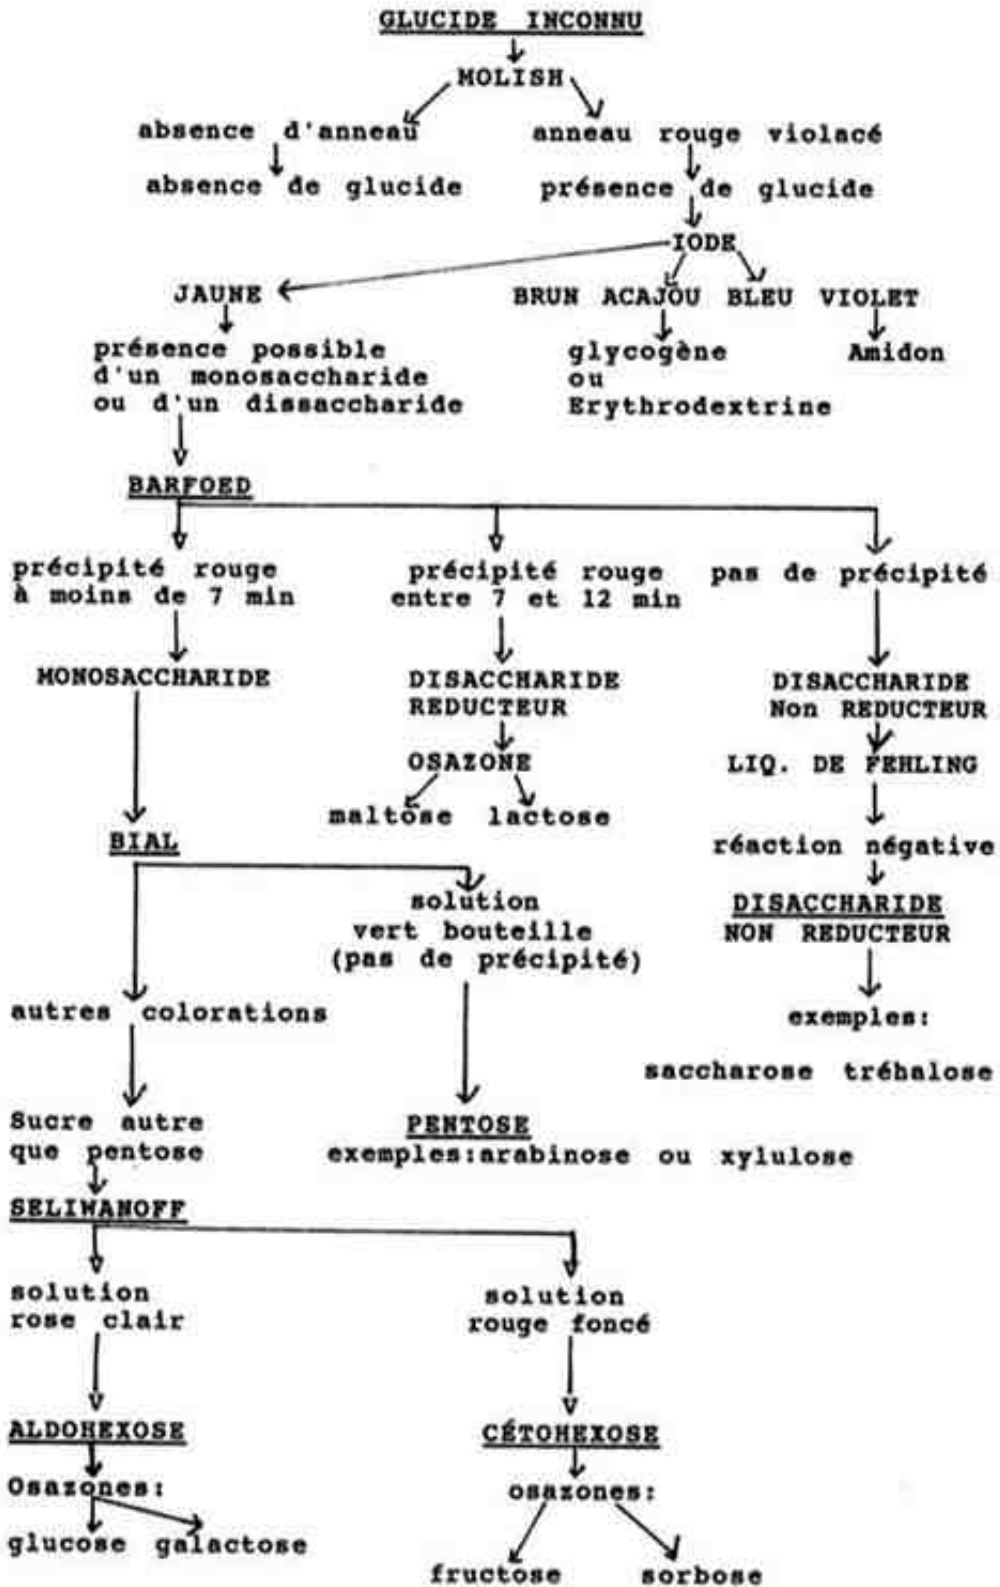 GLUCIDE INCONNU
MOLISH
absence d'anneau
anneau rouge violacé
absence de glucide
présence de glucide
IODE
JAUNE
BRUN ACAJOU BLEU VIOLET
présence possible
d'un monosaccharide
ou d'un dissaccharide
glycogène
ou
Erythrodextrine
Amidon
BARFOED
précipité rouge
à moins de 7 min
précipité rouge
entre 7 et 12 min
pas de précipité
MONOSACCHARIDE
DISACCHARIDE
REDUCTEUR
DISACCHARIDE
Non REDUCTEUR
OSAZONE
LIQ. DE FEHLING
maltose lactose
BIAL
réaction négative
solution
vert bouteille
(pas de précipité)
DISACCHARIDE
NON REDUCTEUR
autres colorations
exemples:
saccharose tréhalose
Sucre autre
que pentose
PENTOSE
exemples:arabinose ou xylulose
SELIWANOFF
solution
rose clair
solution
rouge foncé
ALDOHEXOSE
CÉTOHEXOSE
Osazones:
osazones:
glucose galactose
fructose sorbose